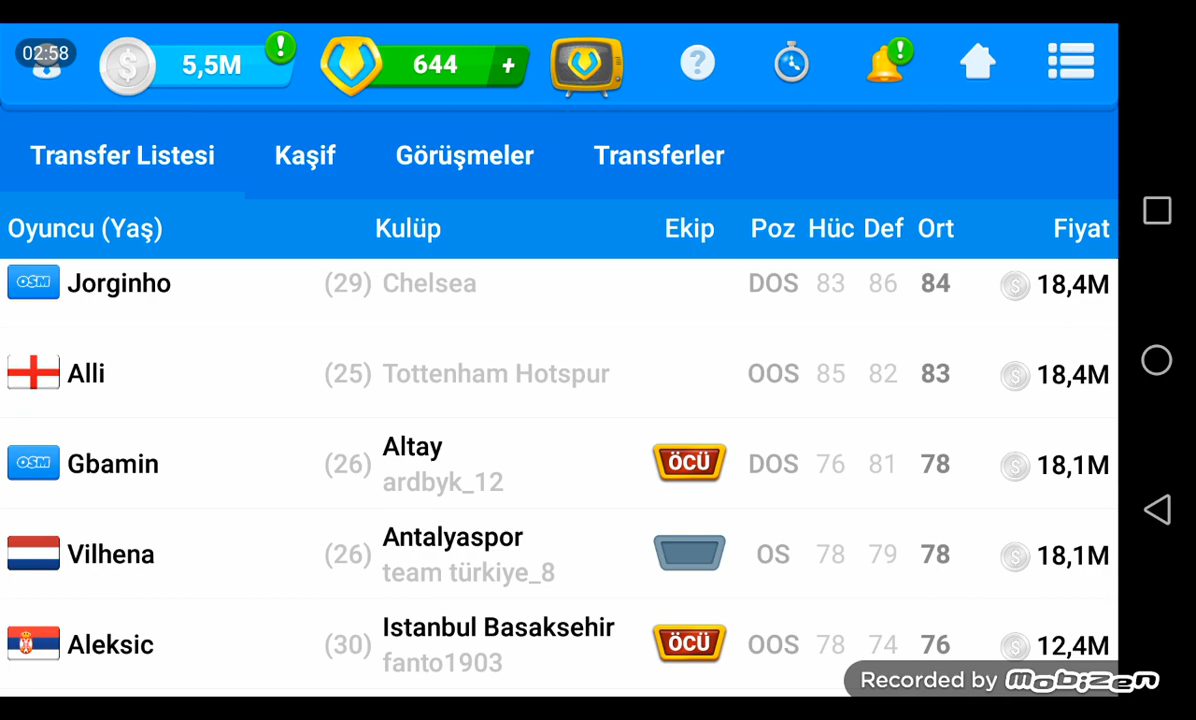 02:58 $ 5,5M ! 644 + ? !
Transfer Listesi Kaşif Görüşmeler Transferler
Oyuncu (Yaş) Kulüp Ekip Poz Hüc Def Ort Fiyat
OSM Jorginho (29) Chelsea DOS 83 86 84 $ 18,4M
Alli (25) Tottenham Hotspur OOS 85 82 83 $ 18,4M
OSM Gbamin (26) Altay ÖCÜ DOS 76 81 78 $ 18,1M
ardbyk_12
Vilhena (26) Antalyaspor OS 78 79 78 $ 18,1M
team türkiye_8
Aleksic (30) Istanbul Basaksehir ÖCÜ OOS 78 74 76 $ 12,4M
fanto1903
Recorded by mobizen